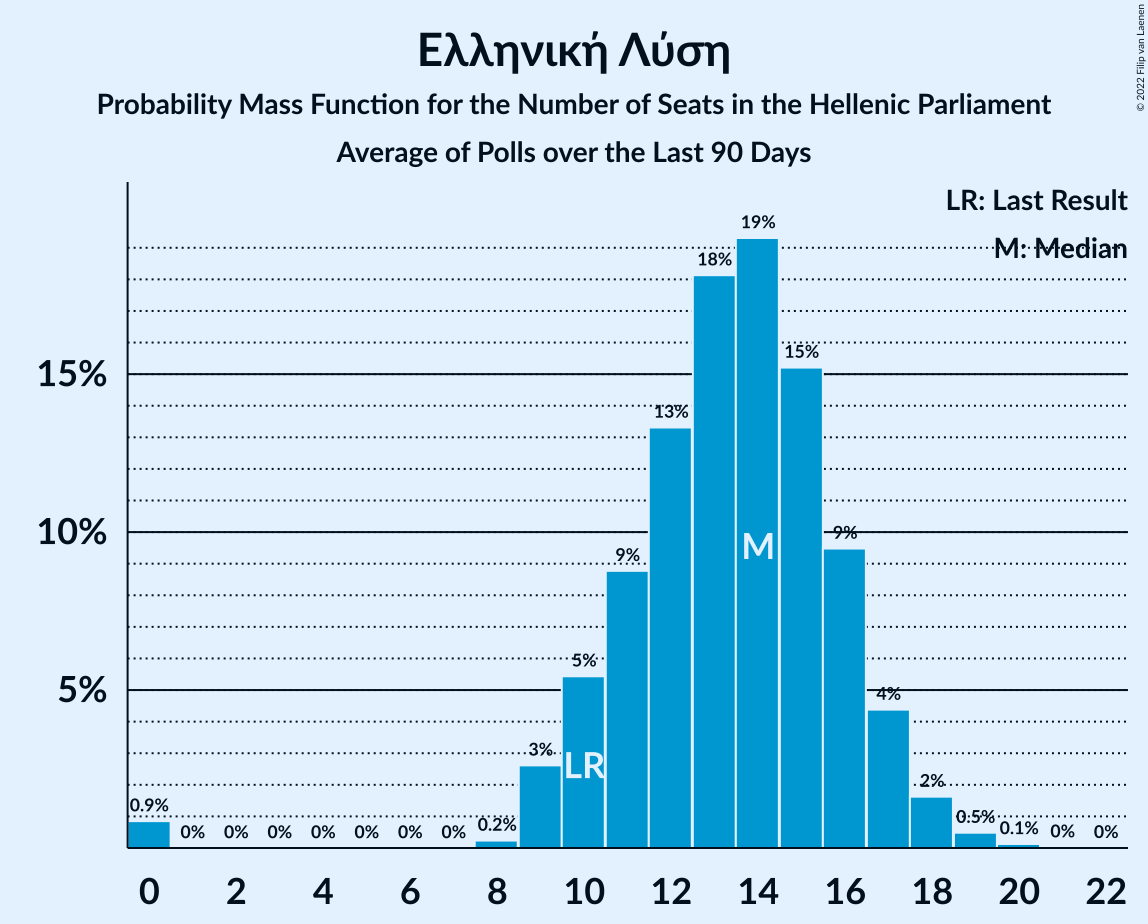 Ελληνική Λύση
Probability Mass Function for the Number of Seats in the Hellenic Parliament
Average of Polls over the Last 90 Days
© 2022 Filip van Laenen
LR: Last Result
M: Median
15%
10%
5%
0.9%
0%
0%
0%
0%
0%
0%
0%
0.2%
3%
5%
9%
13%
18%
19%
15%
9%
4%
2%
0.5%
0.1%
0%
0%
LR
M
0 2 4 6 8 10 12 14 16 18 20 22